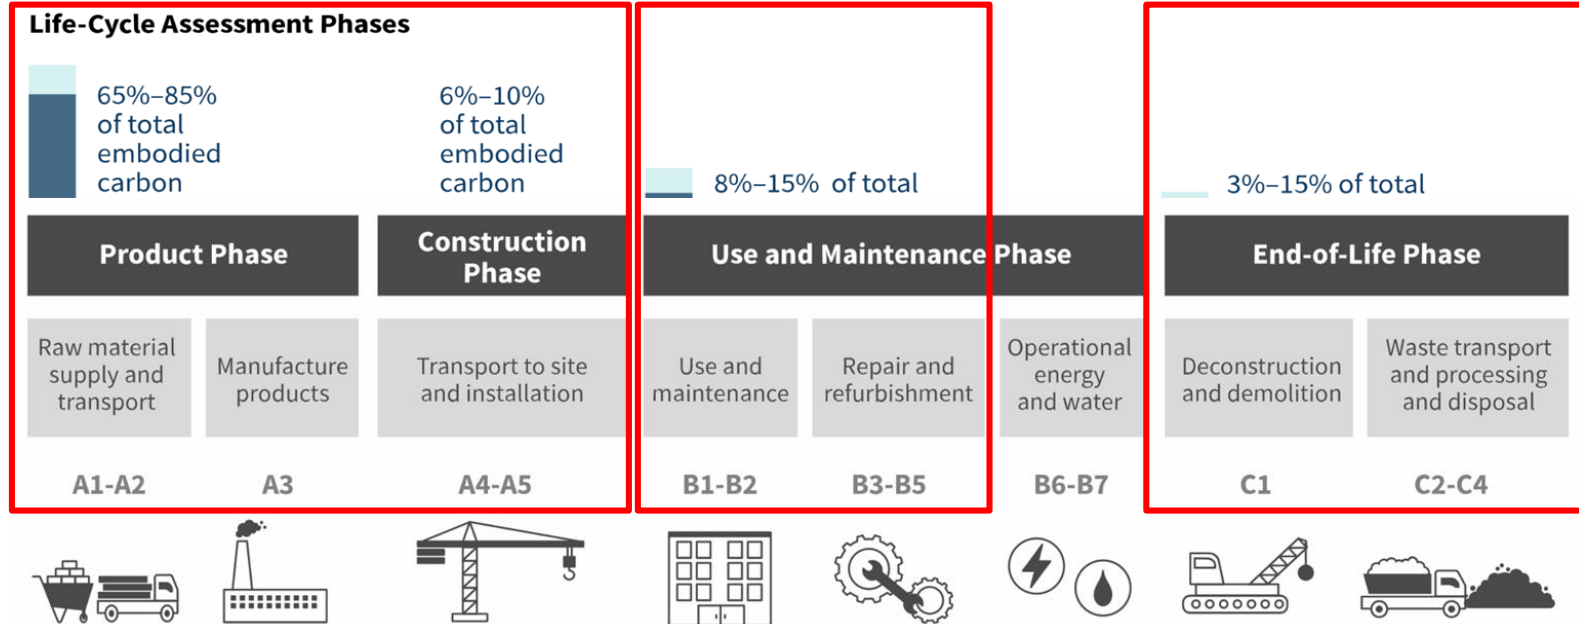 Life-Cycle Assessment Phases
65%–85%
of total
embodied
carbon
6%–10%
of total
embodied
carbon
8%–15% of total
3%–15% of total
Product Phase
Construction
Phase
Use and Maintenance Phase
End-of-Life Phase
Raw material
supply and
transport
Manufacture
products
Transport to site
and installation
Use and
maintenance
Repair and
refurbishment
Operational
energy
and water
Deconstruction
and demolition
Waste transport
and processing
and disposal
A1-A2
A3
A4-A5
B1-B2
B3-B5
B6-B7
C1
C2-C4